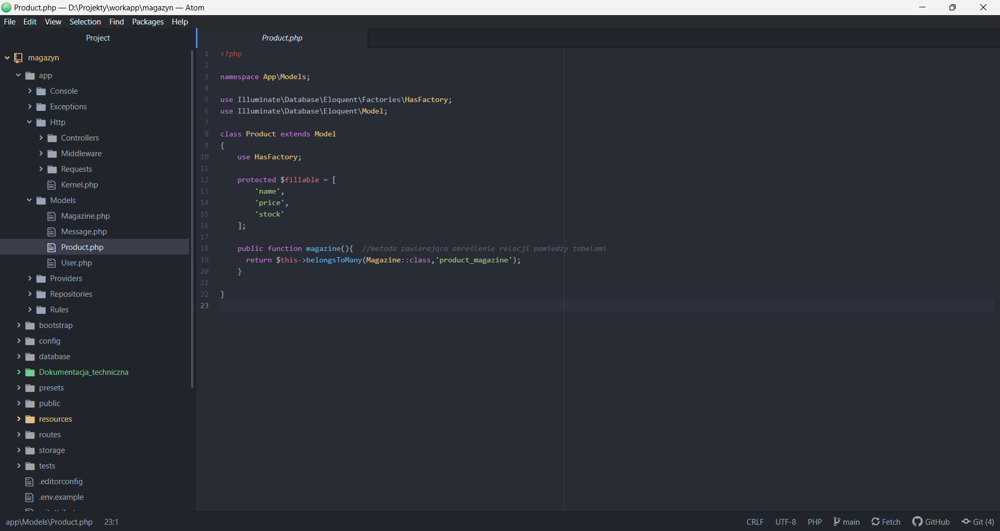 Product.php — D:\Projekty\workapp\magazyn — Atom
File Edit View Selection Find Packages Help
Project
magazyn
app
Console
Exceptions
Http
Controllers
Middleware
Requests
Kernel.php
Models
Magazine.php
Message.php
Product.php
User.php
Providers
Repositories
Rules
bootstrap
config
database
Dokumentacja_techniczna
presets
public
resources
routes
storage
tests
.editorconfig
.env.example
Product.php
1 <?php
2
3 namespace App\Models;
4
5 use Illuminate\Database\Eloquent\Factories\HasFactory;
6 use Illuminate\Database\Eloquent\Model;
7
8 class Product extends Model
9 {
10 use HasFactory;
11
12 protected $fillable = [
13 'name',
14 'price',
15 'stock'
16 ];
17
18 public function magazine(){ //metoda zawierająca określenie relacji pomiedzy tabelami
19 return $this->belongsToMany(Magazine::class,'product_magazine');
20 }
21
22 }
23
app\Models\Product.php 23:1 CRLF UTF-8 PHP main Fetch GitHub Git (4)